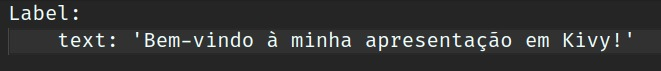 Label:
    text: 'Bem-vindo à minha apresentação em Kivy!'